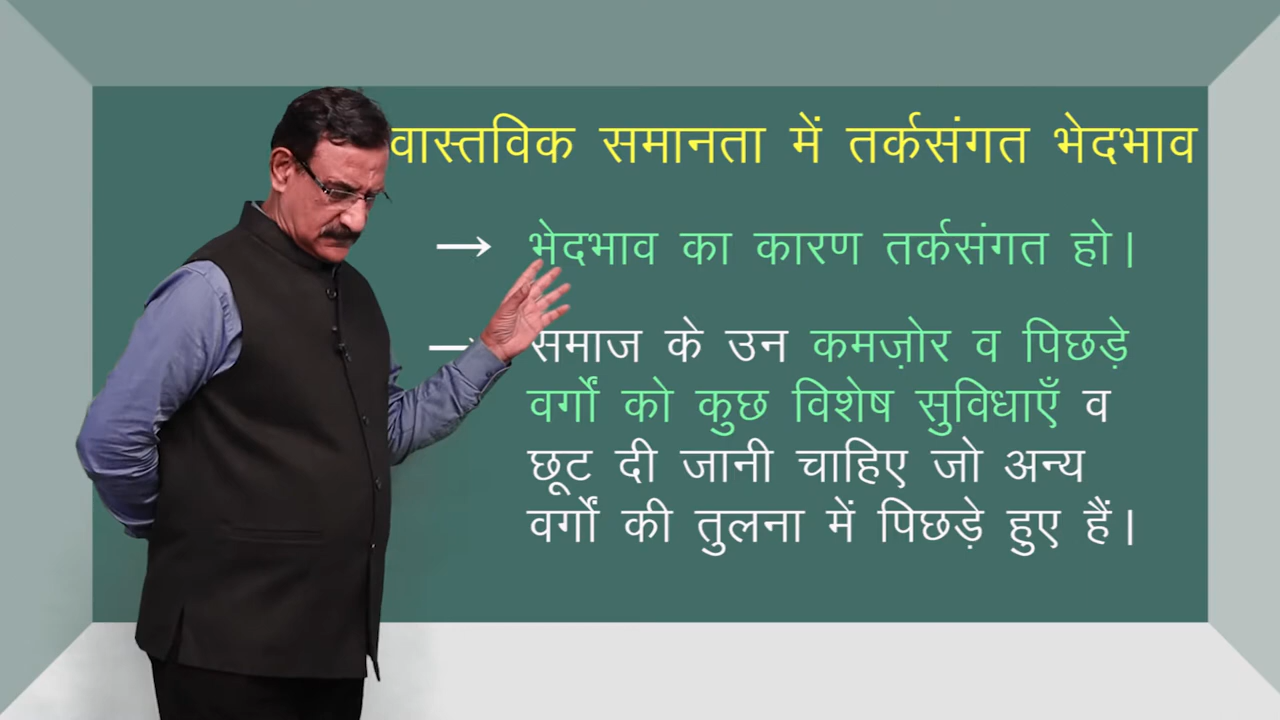 वास्तविक समानता में तर्कसंगत भेदभाव
→ भेदभाव का कारण तर्कसंगत हो।
→ समाज के उन कमज़ोर व पिछड़े
वर्गों को कुछ विशेष सुविधाएँ व
छूट दी जानी चाहिए जो अन्य
वर्गों की तुलना में पिछड़े हुए हैं।